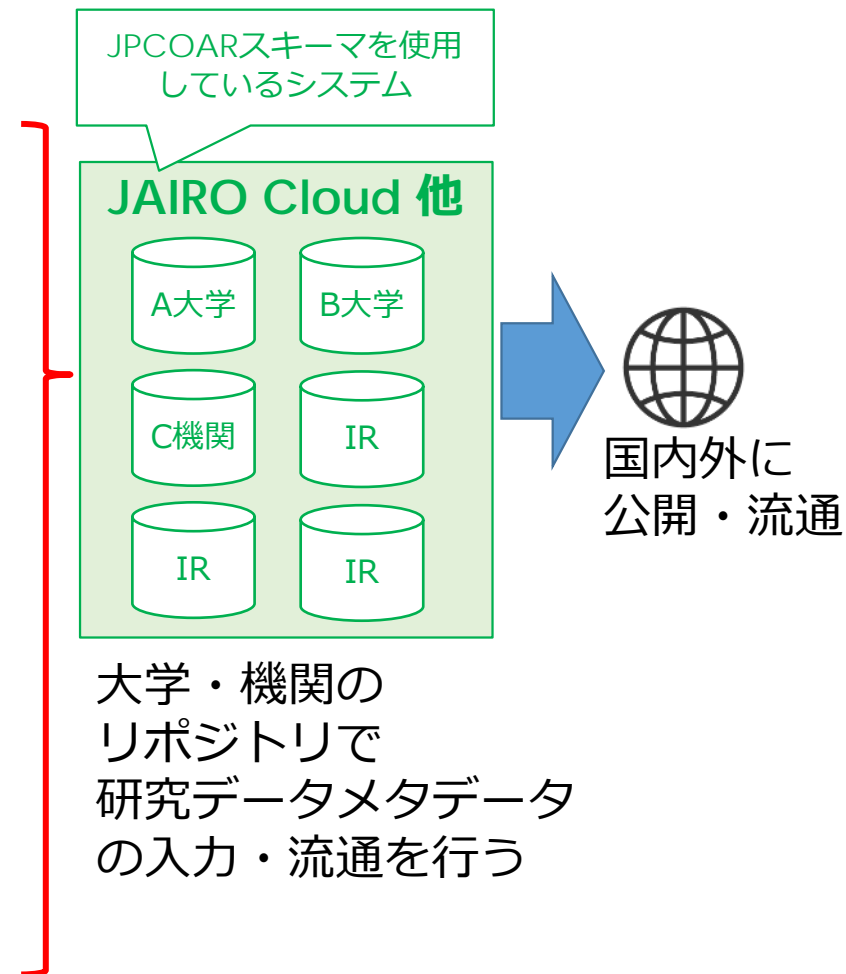 JPCOARスキーマを使用
しているシステム
JAIRO Cloud 他
A大学
B大学
C機関
IR
IR
IR
国内外に
公開・流通
大学・機関の
リポジトリで
研究データメタデータ
の入力・流通を行う